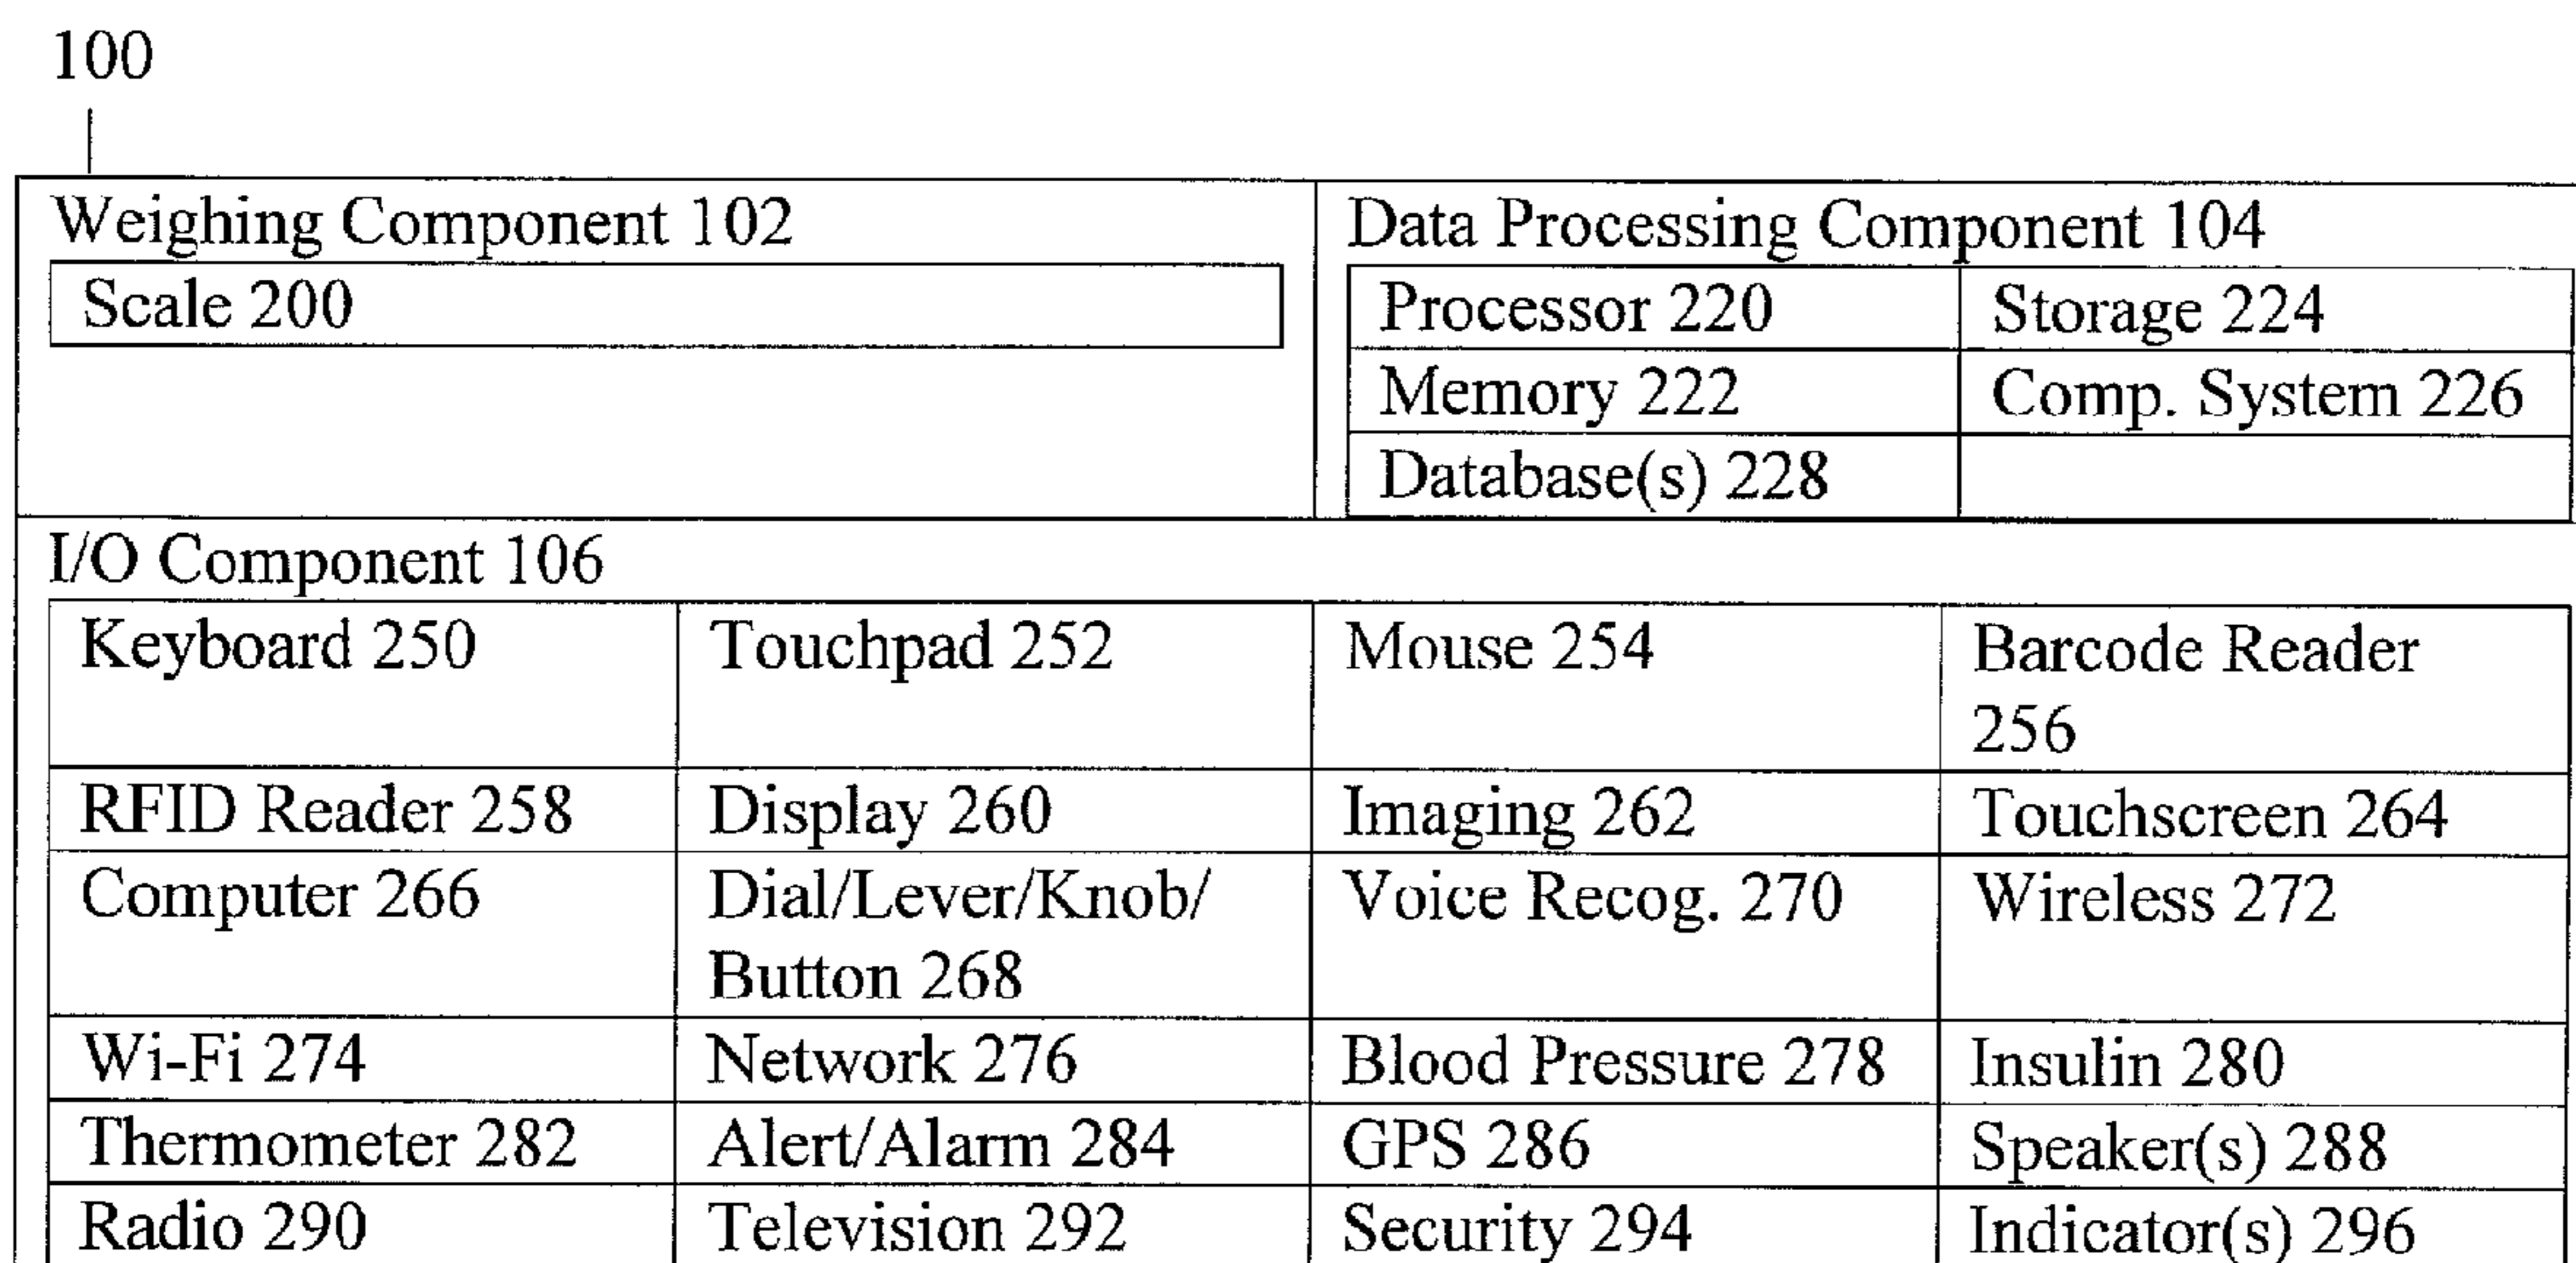 100
Weighing Component 102
Scale 200
Data Processing Component 104
Processor 220
Storage 224
Memory 222
Comp. System 226
Database(s) 228
I/O Component 106
Keyboard 250
Touchpad 252
Mouse 254
Barcode Reader
256
RFID Reader 258
Display 260
Imaging 262
Touchscreen 264
Computer 266
Dial/Lever/Knob/
Button 268
Voice Recog. 270
Wireless 272
Wi-Fi 274
Network 276
Blood Pressure 278
Insulin 280
Thermometer 282
Alert/Alarm 284
GPS 286
Speaker(s) 288
Radio 290
Television 292
Security 294
Indicator(s) 296